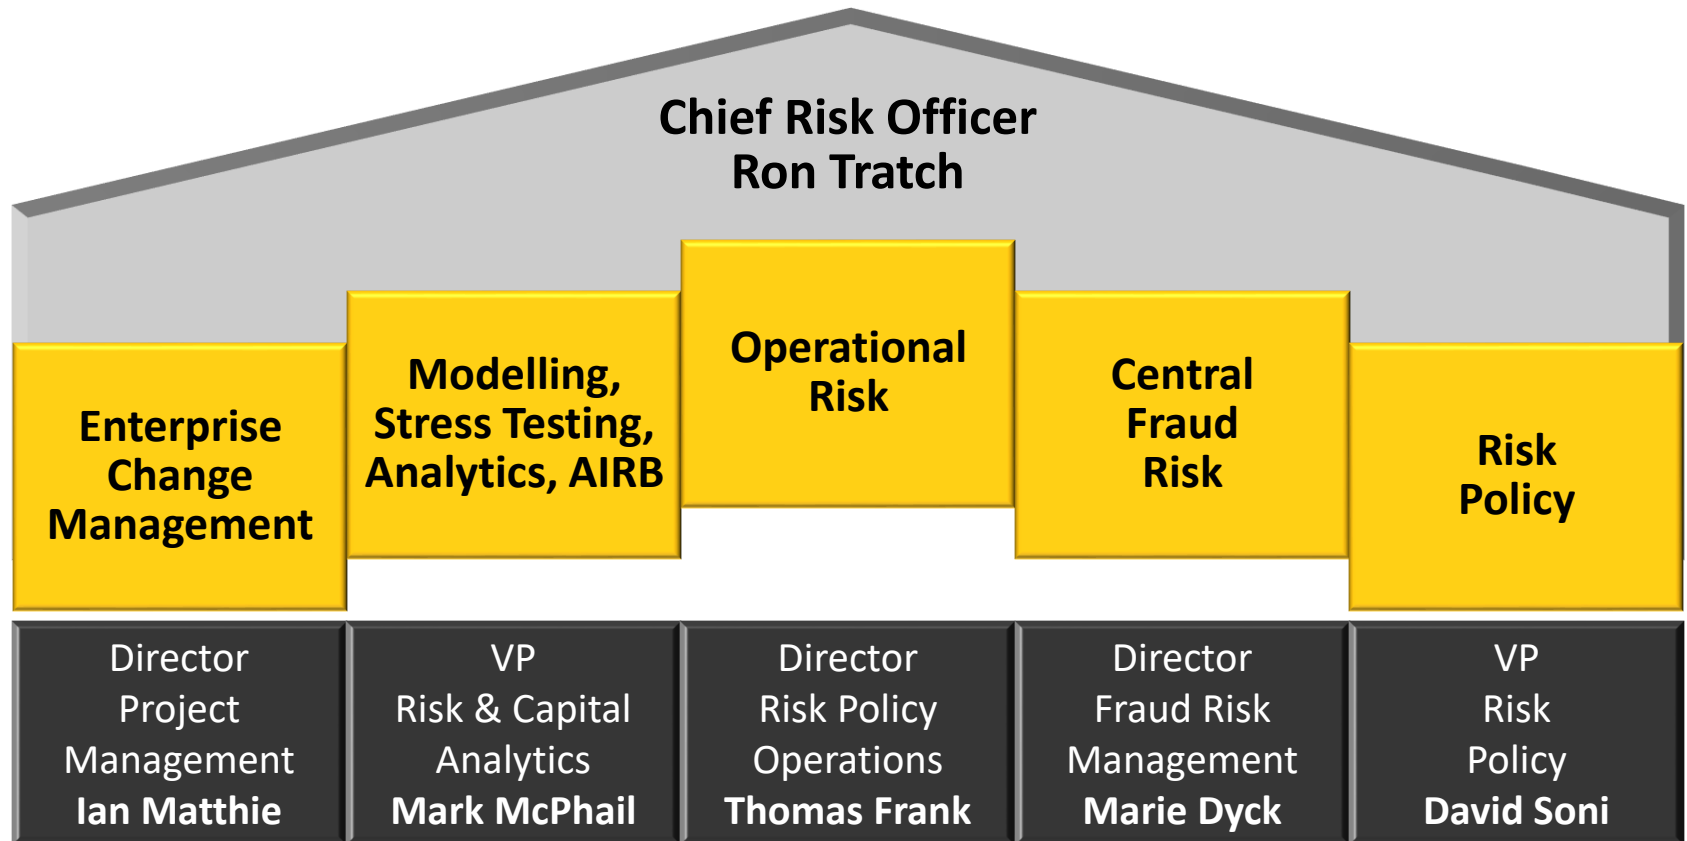 Chief Risk Officer
Ron Tratch
Enterprise
Change
Management
Modelling,
Stress Testing,
Analytics, AIRB
Operational
Risk
Central
Fraud
Risk
Risk
Policy
Director
Project
Management
Ian Matthie
VP
Risk & Capital
Analytics
Mark McPhail
Director
Risk Policy
Operations
Thomas Frank
Director
Fraud Risk
Management
Marie Dyck
VP
Risk
Policy
David Soni